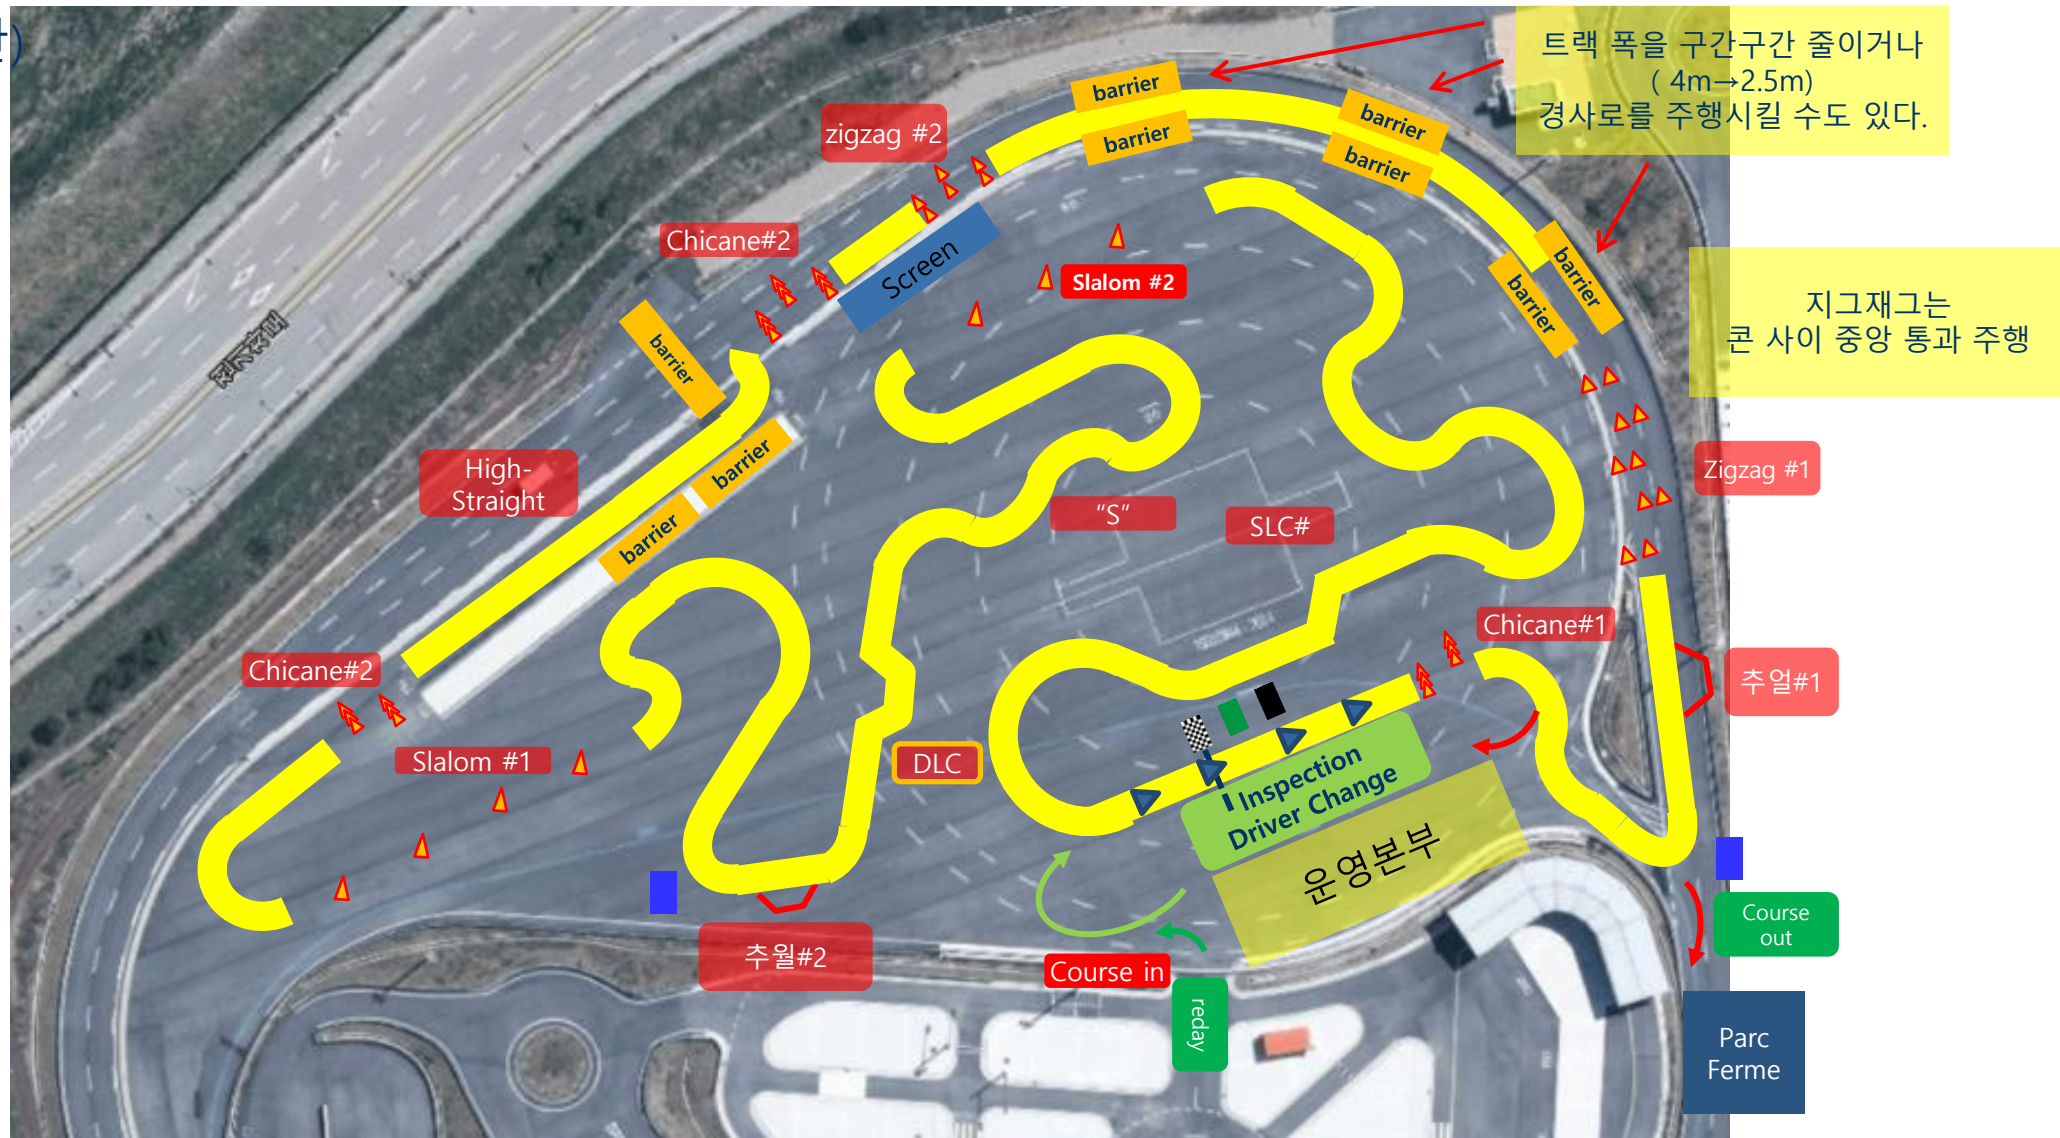 트랙 폭을 구간구간 줄이거나
( 4m→2.5m)
경사로를 주행시킬 수도 있다.
barrier
barrier
barrier
barrier
zigzag #2
Chicane#2
Screen
Slalom #2
barrier
barrier
지그재그는
콘 사이 중앙 통과 주행
barrier
barrier
barrier
High-
Straight
Zigzag #1
"S"
SLC#
Chicane#1
Chicane#2
추얼#1
Slalom #1
DLC
Inspection
Driver Change
운영본부
추월#2
Course in
Course
out
reday
Parc
Ferme